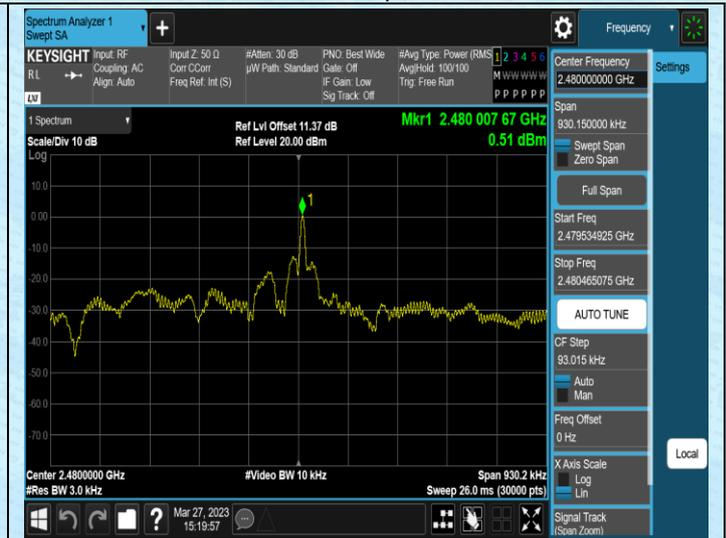 Spectrum Analyzer 1
Swept SA
+
Frequency
KEYSIGHT
RL
LXI
Input: RF
Coupling: AC
Align: Auto
Input Z: 50 Ω
Corr CCorr
Freq Ref: Int (S)
#Atten: 30 dB
µW Path: Standard
PNO: Best Wide
Gate: Off
IF Gain: Low
Sig Track: Off
#Avg Type: Power (RMS
Avg|Hold: 100/100
Trig: Free Run
1 2 3 4 5 6
M W W W W W
P P P P P P
1 Spectrum
Scale/Div 10 dB
Log
Ref Lvl Offset 11.37 dB
Ref Level 20.00 dBm
Mkr1 2.480 007 67 GHz
0.51 dBm
1
10.0
0.00
-10.0
-20.0
-30.0
-40.0
-50.0
-60.0
-70.0
Center 2.4800000 GHz
#Res BW 3.0 kHz
#Video BW 10 kHz
Span 930.2 kHz
Sweep 26.0 ms (30000 pts)
?
Mar 27, 2023
15:19:57
Center Frequency
2.480000000 GHz
Span
930.150000 kHz
Swept Span
Zero Span
Full Span
Start Freq
2.479534925 GHz
Stop Freq
2.480465075 GHz
AUTO TUNE
CF Step
93.015 kHz
Auto
Man
Freq Offset
0 Hz
X Axis Scale
Log
Lin
Signal Track
(Span Zoom)
Settings
Local